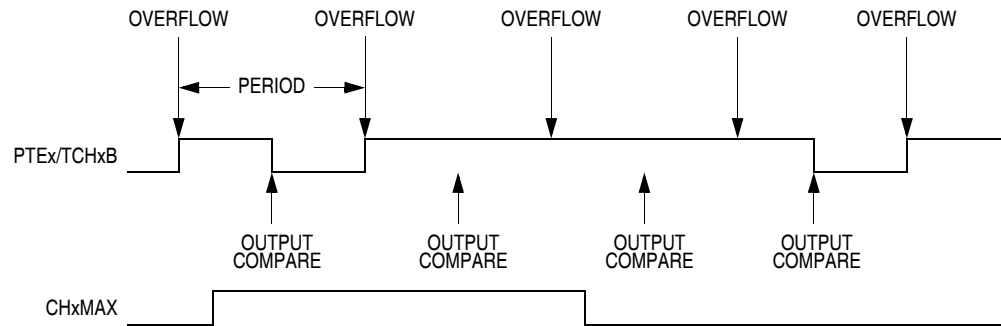 OVERFLOW OVERFLOW OVERFLOW OVERFLOW OVERFLOW
PERIOD
PTEx/TCHxB
OUTPUT COMPARE
OUTPUT COMPARE
OUTPUT COMPARE
OUTPUT COMPARE
CHxMAX